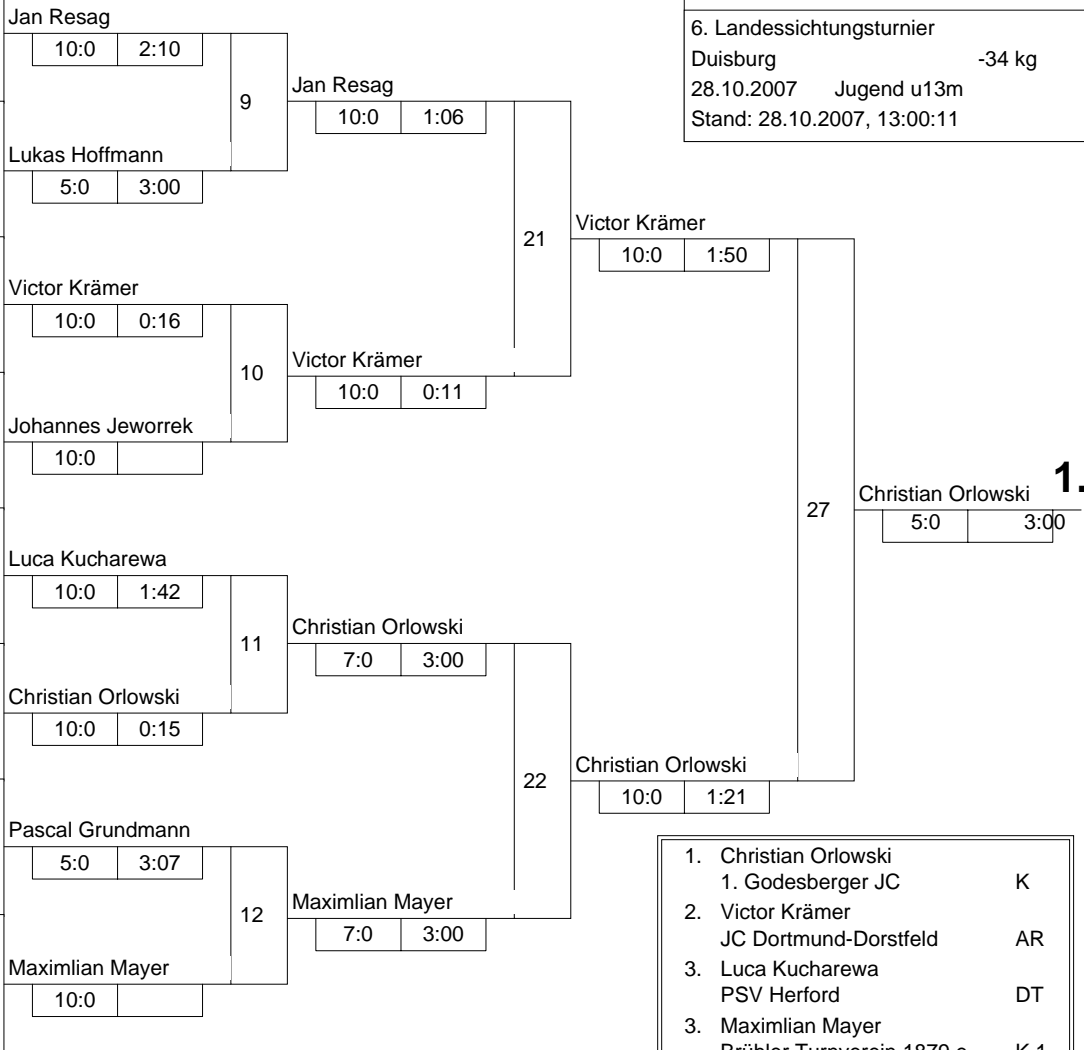 6. Landessichtungsturnier
Duisburg -34 kg
28.10.2007 Jugend u13m
Stand: 28.10.2007, 13:00:11
Jan Resag
10:0 2:10
9
Lukas Hoffmann
5:0 3:00
Victor Krämer
10:0 0:16
10
Johannes Jeworrek
10:0
Luca Kucharewa
10:0 1:42
11
Christian Orlowski
10:0 0:15
Pascal Grundmann
5:0 3:07
12
Maximlian Mayer
10:0
Jan Resag
10:0 1:06
21
Victor Krämer
10:0 0:11
Christian Orlowski
7:0 3:00
22
Maximlian Mayer
7:0 3:00
Victor Krämer
10:0 1:50
27
Christian Orlowski
10:0 1:21
Christian Orlowski 1.
5:0 3:00
1. Christian Orlowski
1. Godesberger JC K
2. Victor Krämer
JC Dortmund-Dorstfeld AR
3. Luca Kucharewa
PSV Herford DT
3. Maximlian Mayer
Brühler Turnverein 1879 e K 1